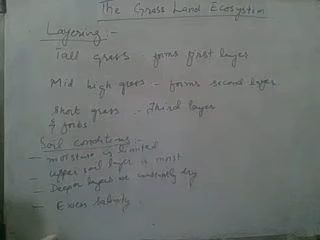 The Grass Land Ecosystem
Layering:-
Tall grass - forms first layer
Mid high grass - forms second layer
Short grass - Third layer
& forbs
Soil conditions:-
- moisture is limited
- Upper soil layer is moist
- Deeper layers are constantly dry
- Excess salinity.